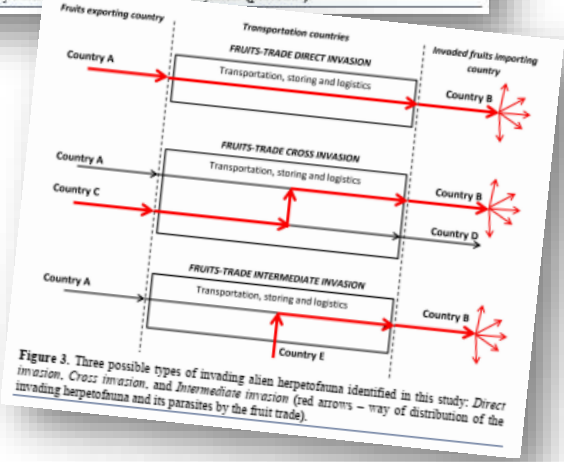 Fruits exporting country
Transportation countries
Invaded fruits importing
country
FRUITS-TRADE DIRECT INVASION
Country A
Transportation, storing and logistics
Country B
FRUITS-TRADE CROSS INVASION
Country A
Transportation, storing and logistics
Country C
Country B
Country D
FRUITS-TRADE INTERMEDIATE INVASION
Country A
Transportation, storing and logistics
Country B
Country E
Figure 3. Three possible types of invading alien herpetofauna identified in this study: Direct
invasion, Cross invasion, and Intermediate invasion (red arrows – way of distribution of the
invading herpetofauna and its parasites by the fruit trade).